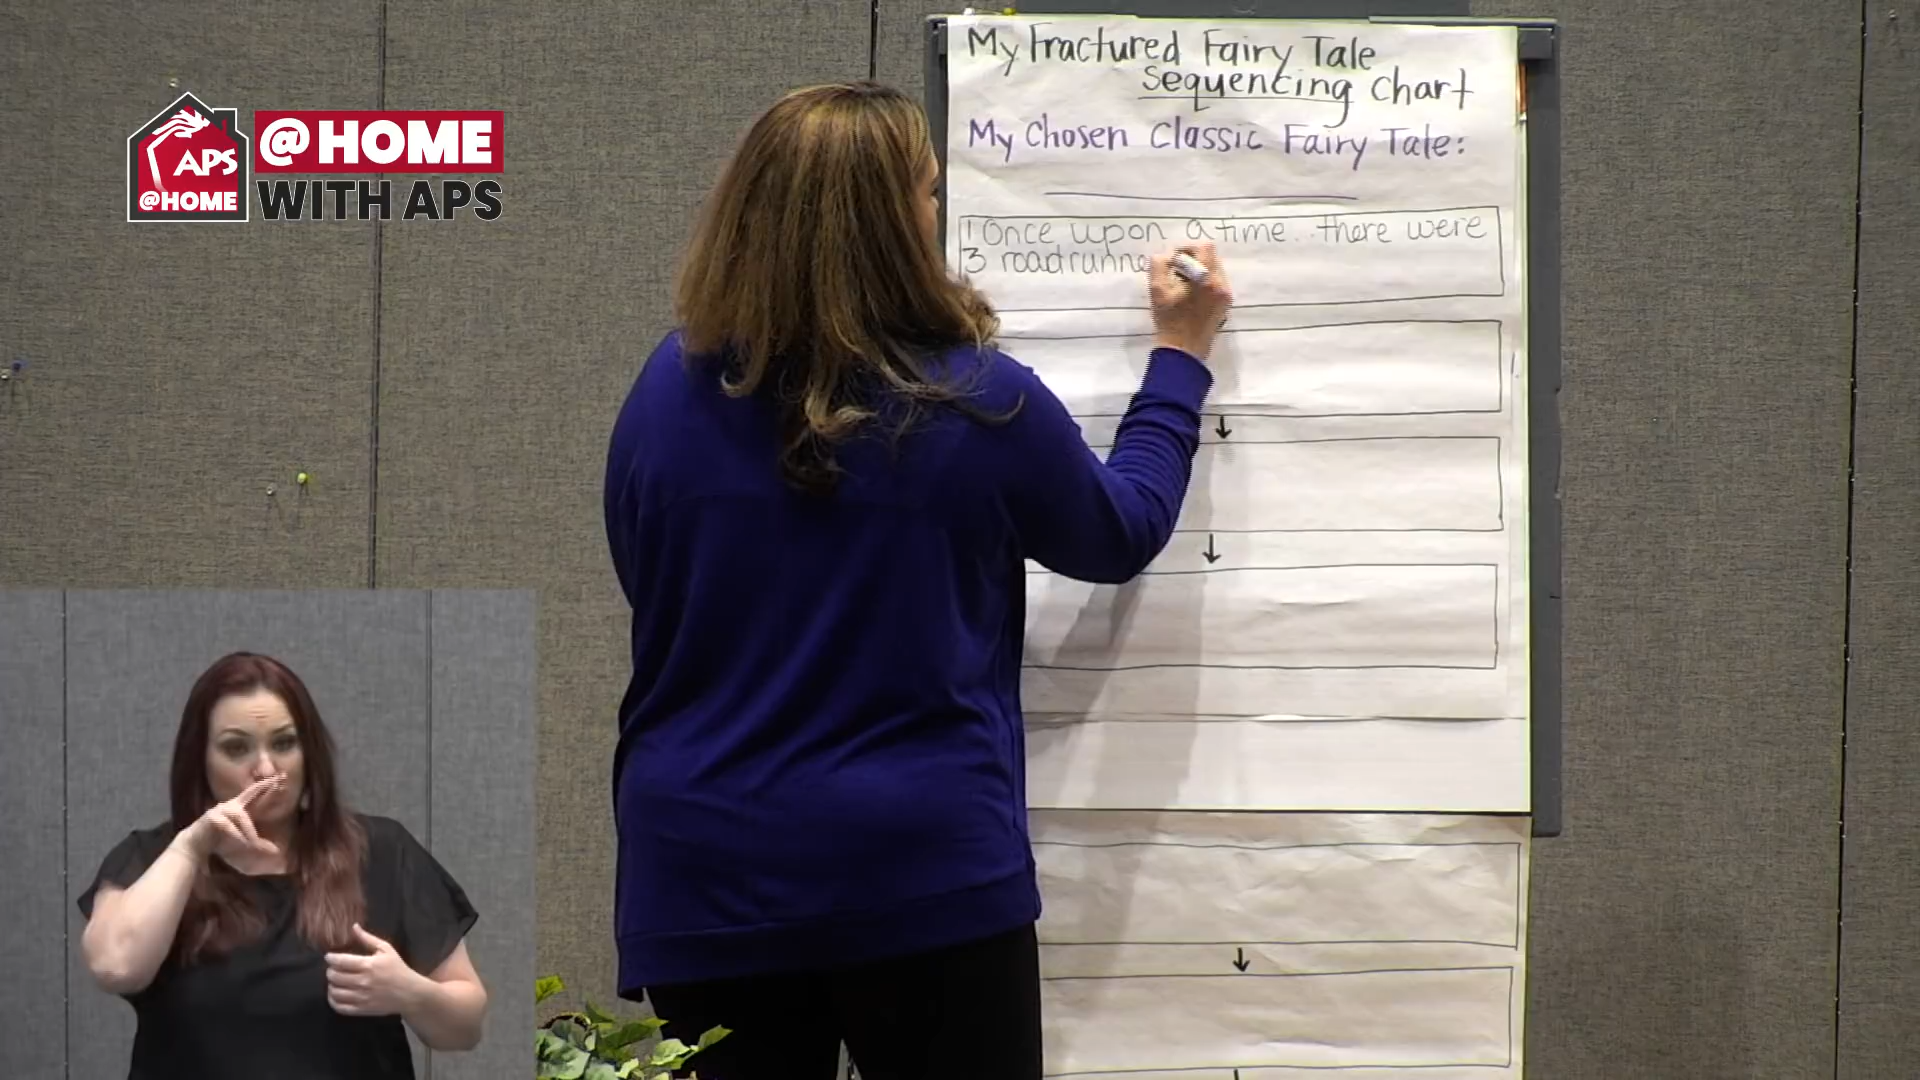 My Fractured Fairy Tale
Sequencing Chart
My Chosen Classic Fairy Tale:
1 Once upon a time...there were
3 roadrunne
APS
@HOME
@HOME
WITH APS